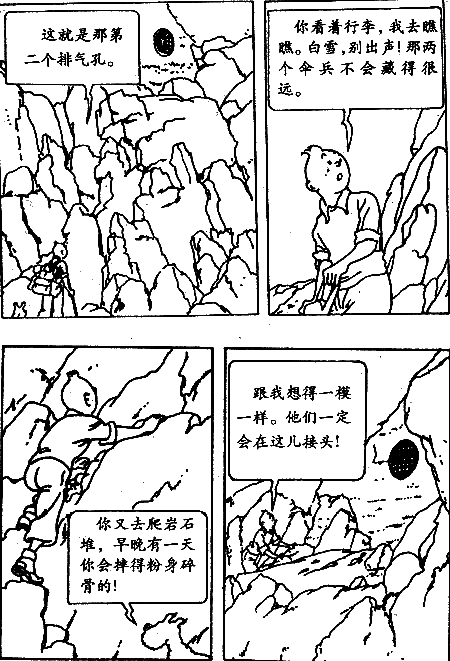 这就是那第
二个排气孔。
你看着行李，我去瞧
瞧。白雪，别出声！那两
个伞兵不会藏得很
远。
你又去爬岩石
堆，早晚有一天
你会摔得粉身碎
骨的！
跟我想得一模
一样。他们一定
会在这儿接头！